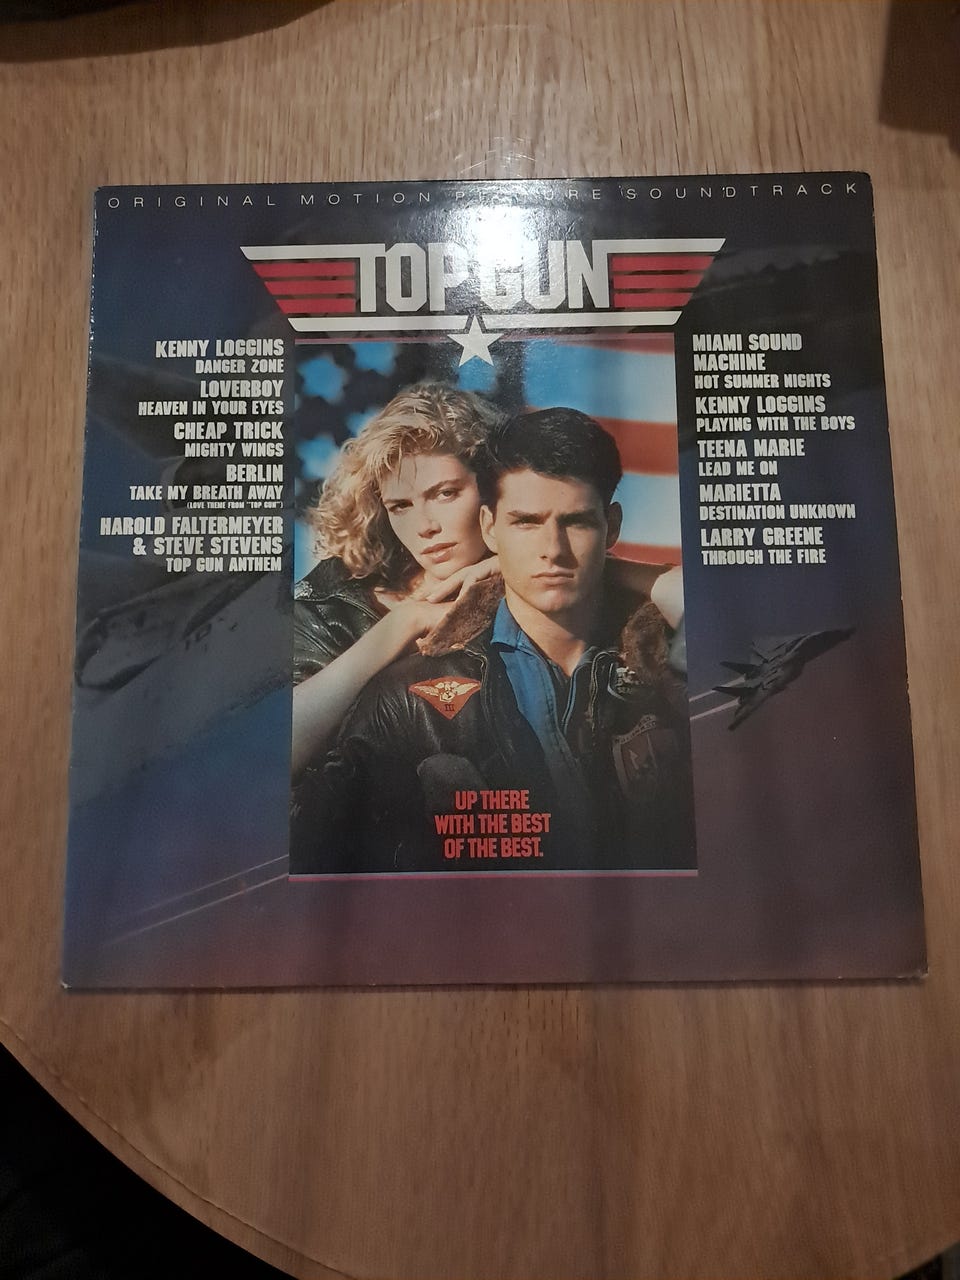 ORIGINAL MOTION PICTURE SOUNDTRACK
TOP GUN
KENNY LOGGINS
DANGER ZONE
LOVERBOY
HEAVEN IN YOUR EYES
CHEAP TRICK
MIGHTY WINGS
BERLIN
TAKE MY BREATH AWAY
(LOVE THEME FROM "TOP GUN")
HAROLD FALTERMEYER
& STEVE STEVENS
TOP GUN ANTHEM
MIAMI SOUND
MACHINE
HOT SUMMER NIGHTS
KENNY LOGGINS
PLAYING WITH THE BOYS
TEENA MARIE
LEAD ME ON
MARIETTA
DESTINATION UNKNOWN
LARRY GREENE
THROUGH THE FIRE
III
UP THERE
WITH THE BEST
OF THE BEST.